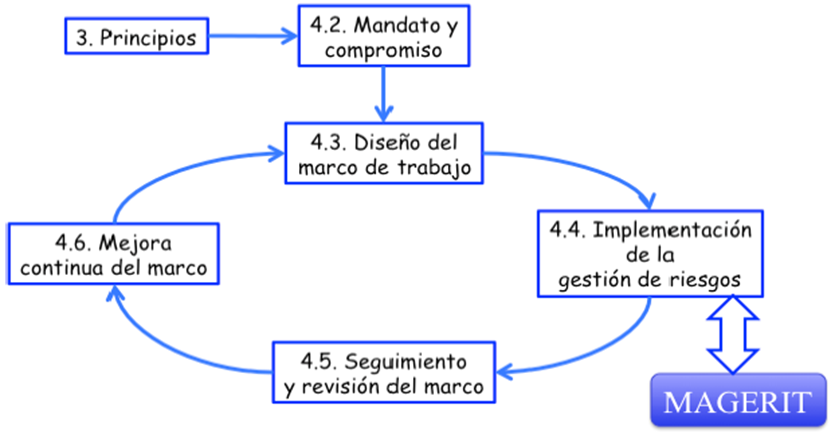 3. Principios
4.2. Mandato y
compromiso
4.3. Diseño del
marco de trabajo
4.6. Mejora
continua del marco
4.4. Implementación
de la
gestión de riesgos
4.5. Seguimiento
y revisión del marco
MAGERIT